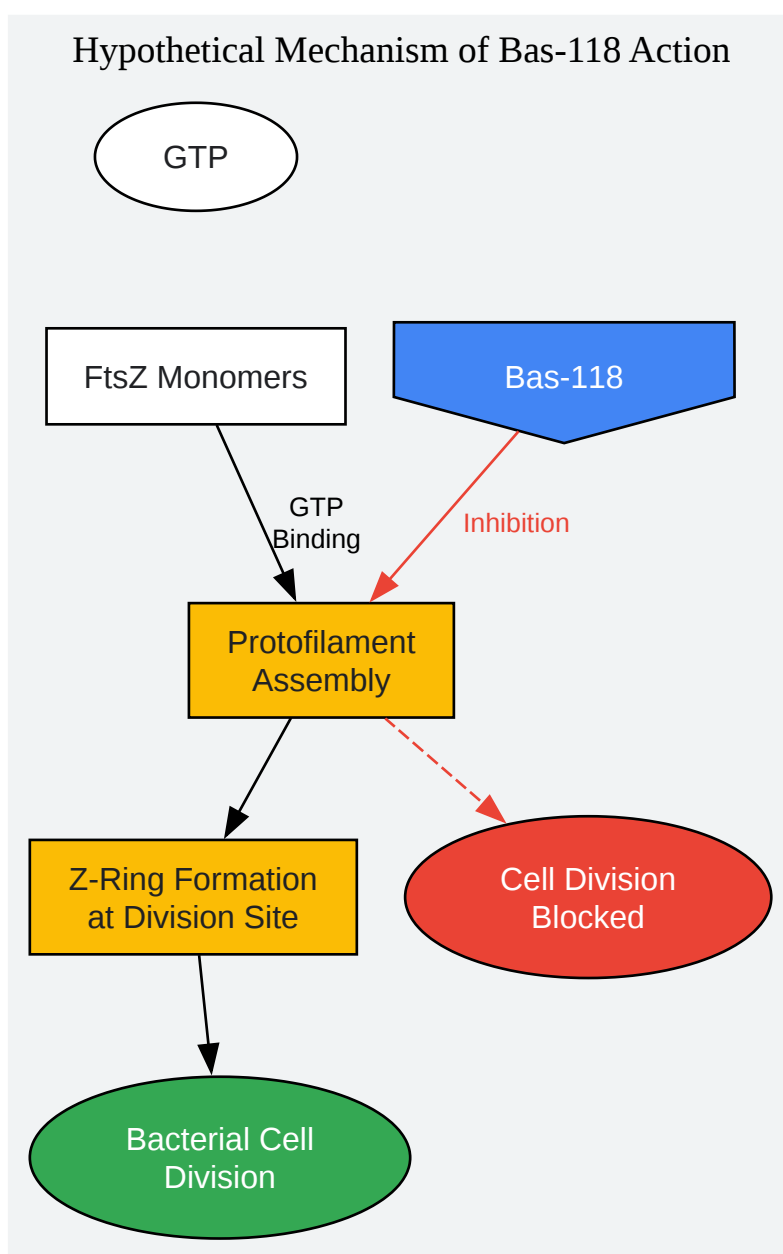 Hypothetical Mechanism of Bas-118 Action
GTP
FtsZ Monomers
Bas-118
GTP
Binding
Inhibition
Protofilament
Assembly
Z-Ring Formation
at Division Site
Cell Division
Blocked
Bacterial Cell
Division